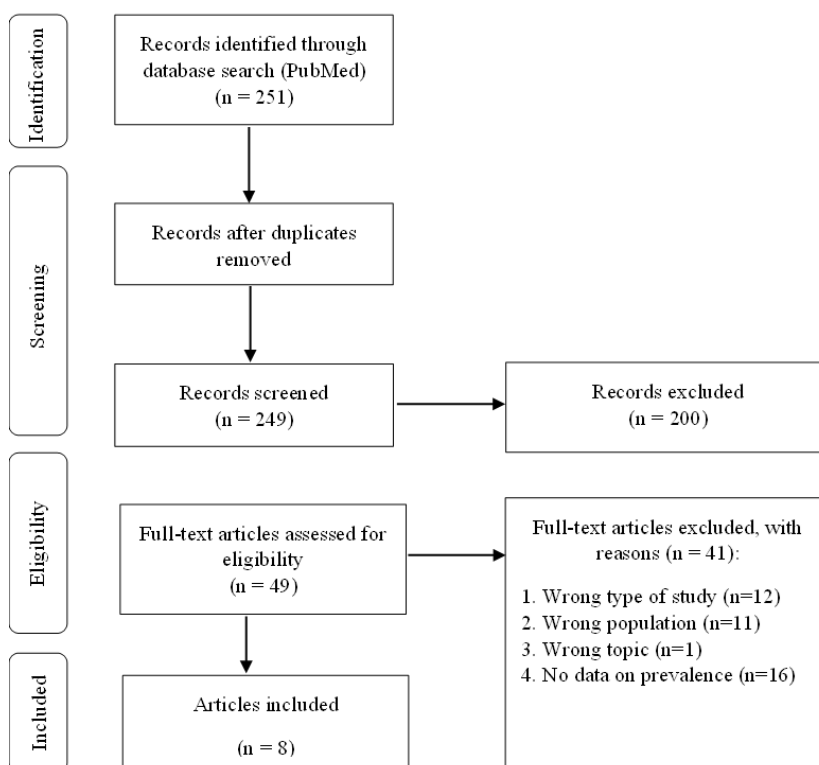 Identification
Records identified through
database search (PubMed)
(n = 251)
Screening
Records after duplicates
removed
Records screened
(n = 249)
Records excluded
(n = 200)
Eligibility
Full-text articles assessed for
eligibility
(n = 49)
Full-text articles excluded, with
reasons (n = 41):
1. Wrong type of study (n=12)
2. Wrong population (n=11)
3. Wrong topic (n=1)
4. No data on prevalence (n=16)
Included
Articles included
(n = 8)